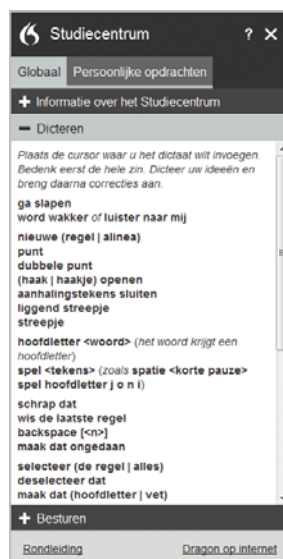 Studiecentrum ? ×
Globaal Persoonlijke opdrachten
+ Informatie over het Studiecentrum
− Dicteren
Plaats de cursor waar u het dictaat wilt invoegen.
Bedenk eerst de hele zin. Dicteer uw ideeën en
breng daarna correcties aan.
ga slapen
word wakker of luister naar mij
nieuwe (regel | alinea)
punt
dubbele punt
(haak | haakje) openen
aanhalingstekens sluiten
liggend streepje
streepje
hoofdletter <woord> (het woord krijgt een
hoofdletter)
spel <tekens> (zoals spatie <korte pauze>
spel hoofdletter j o n i)
schrap dat
wis de laatste regel
backspace [<n>]
maak dat ongedaan
selecteer (de regel | alles)
deselecteer dat
maak dat (hoofdletter | vet)
+ Besturen
Rondleiding Dragon op internet